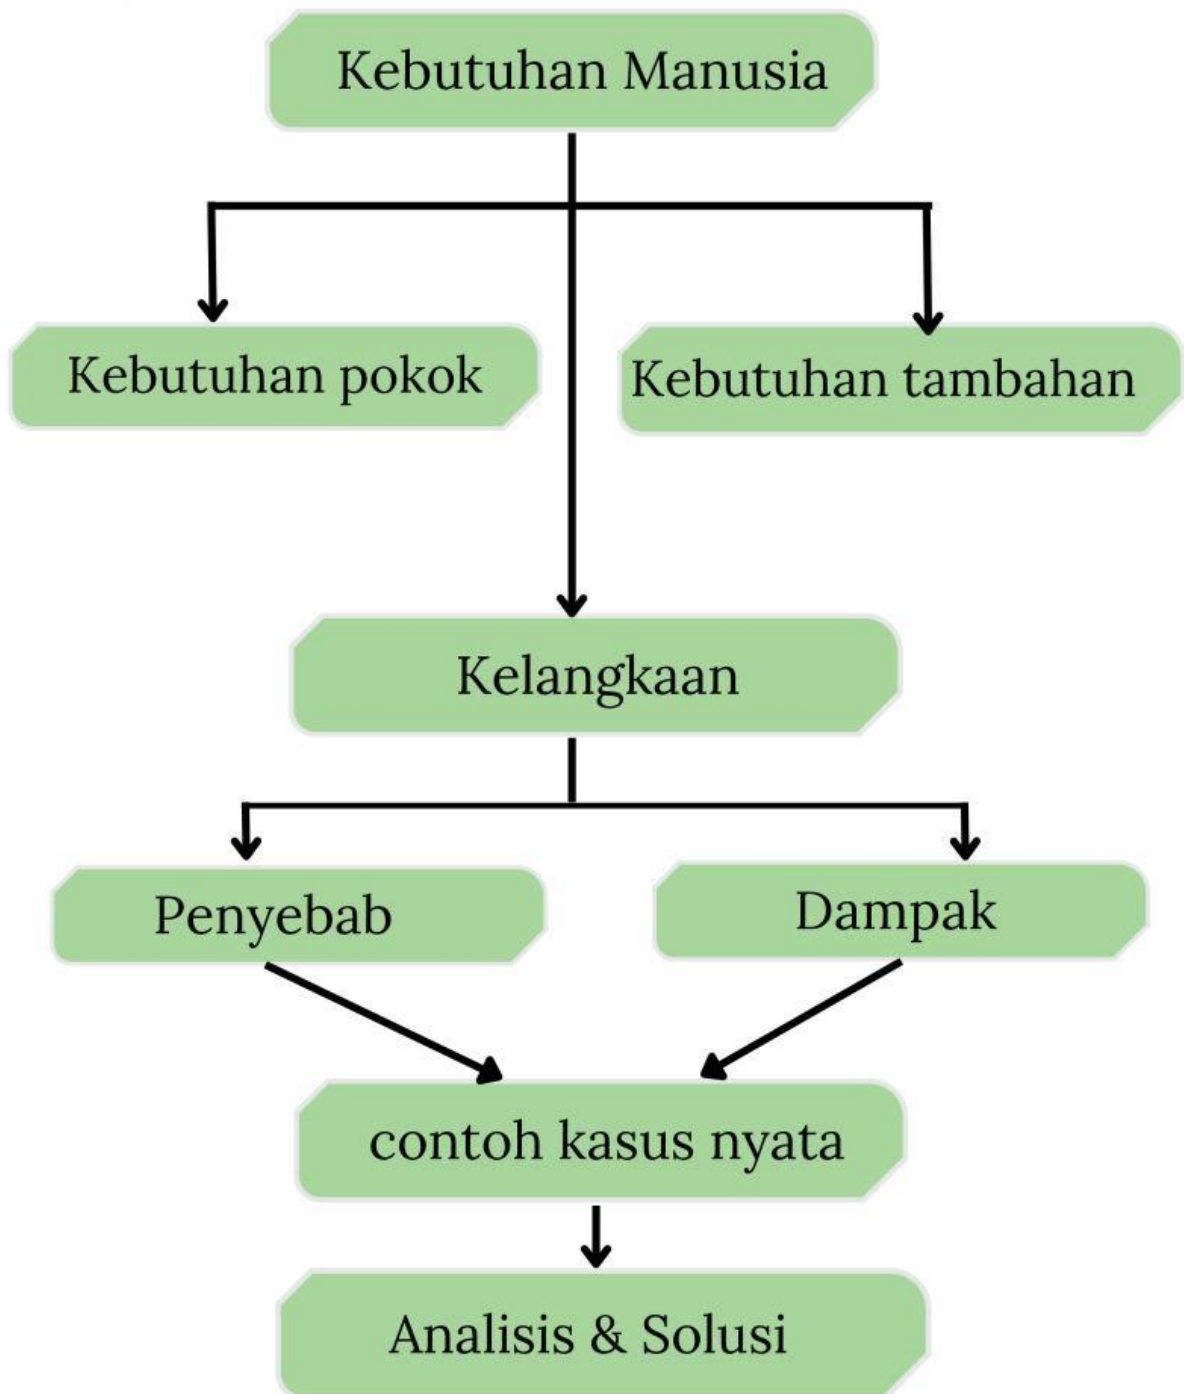 Kebutuhan Manusia
Kebutuhan pokok
Kebutuhan tambahan
Kelangkaan
Penyebab
Dampak
contoh kasus nyata
Analisis & Solusi